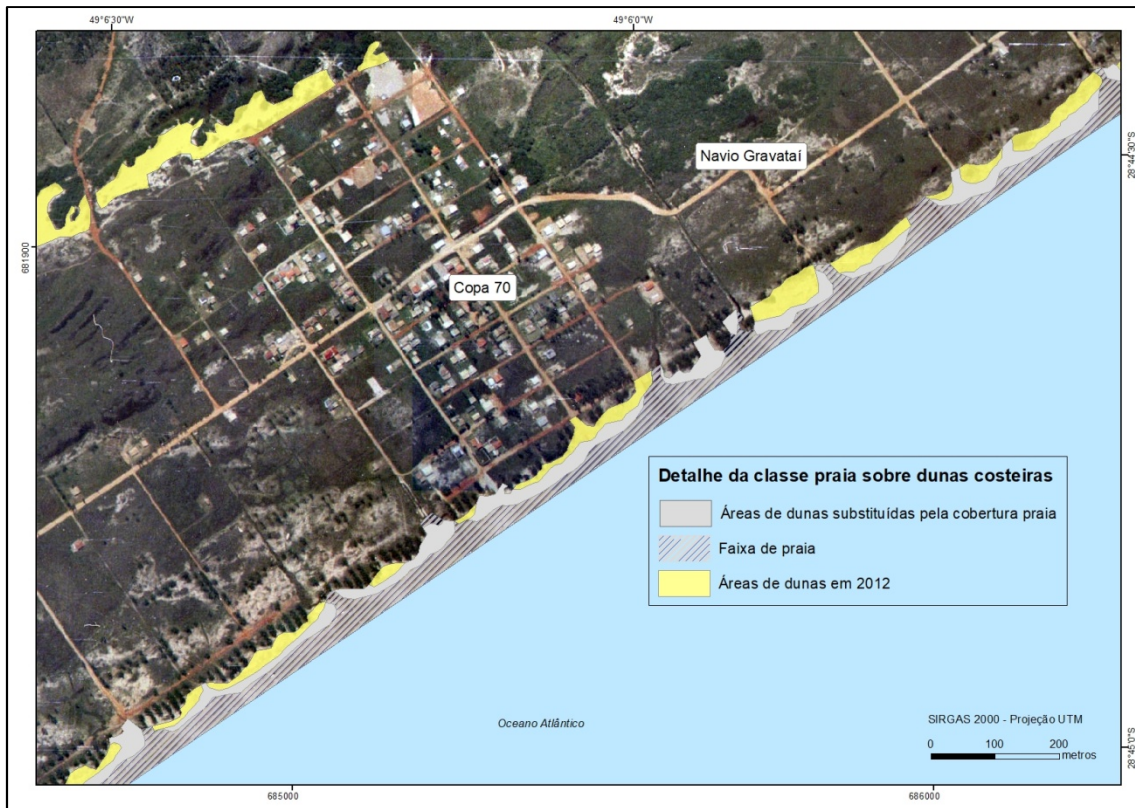 49°6'30"W
49°6'0"W
28°44'30"S
Navio Gravataí
681900
Copa 70
Detalhe da classe praia sobre dunas costeiras
Áreas de dunas substituídas pela cobertura praia
Faixa de praia
Áreas de dunas em 2012
Oceano Atlântico
SIRGAS 2000 - Projeção UTM
0 100 200
metros
28°45'0"S
685000
686000